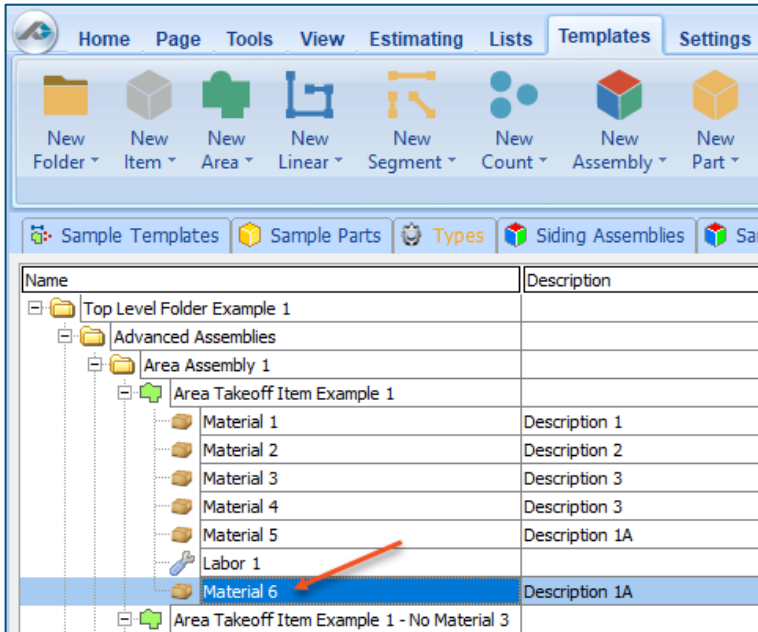 Home Page Tools View Estimating Lists Templates Settings
New Folder New Item New Area New Linear New Segment New Count New Assembly New Part
Sample Templates Sample Parts Types Siding Assemblies
Name Description
Top Level Folder Example 1
Advanced Assemblies
Area Assembly 1
Area Takeoff Item Example 1
Material 1 Description 1
Material 2 Description 2
Material 3 Description 3
Material 4 Description 3
Material 5 Description 1A
Labor 1
Material 6 Description 1A
Area Takeoff Item Example 1 - No Material 3